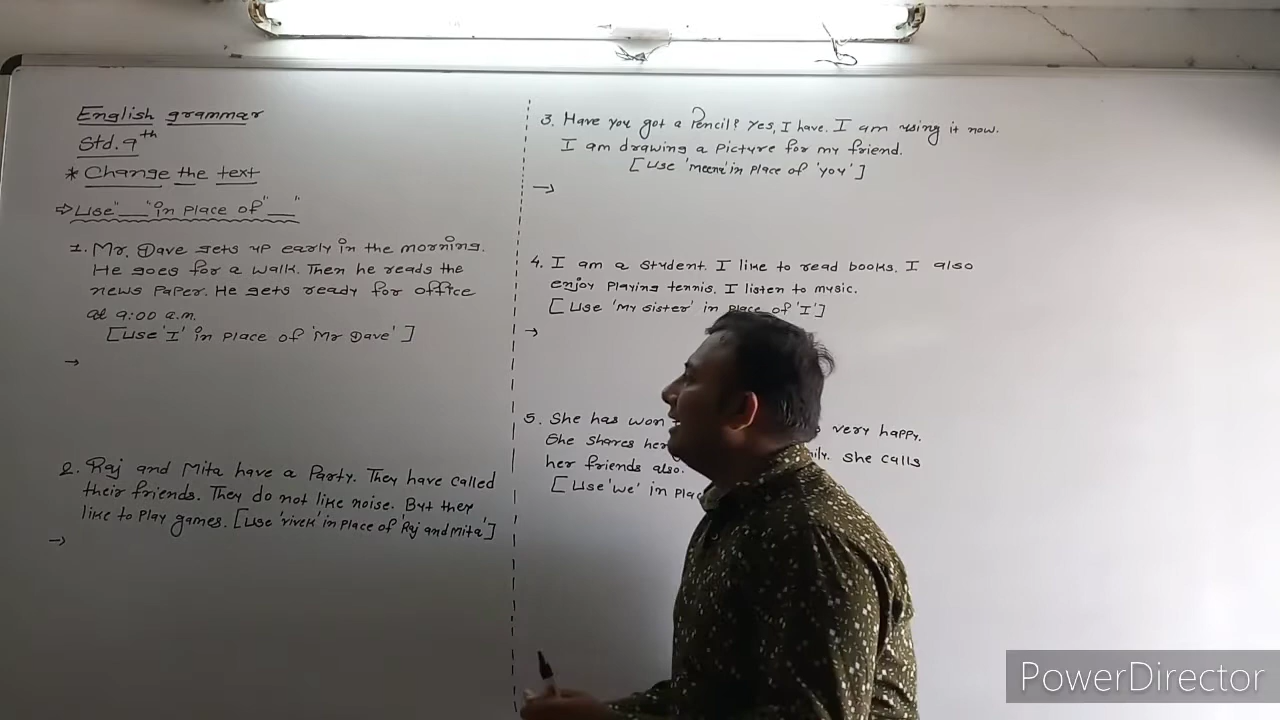 English grammar
Std. 9th
* Change the text
⇒ Use "___" in place of "___"
1. Mr. Dave gets up early in the morning.
He goes for a walk. Then he reads the
news paper. He gets ready for office
at 9:00 a.m.
[Use 'I' in place of 'Mr Dave']
→
2. Raj and Mita have a Party. They have called
their friends. They do not like noise. But they
like to play games. [Use 'vivek' in place of 'Raj and Mita']
→
3. Have you got a Pencil? Yes, I have. I am using it now.
I am drawing a picture for my friend.
[Use 'Meena' in place of 'you']
→
4. I am a student. I like to read books. I also
enjoy playing tennis. I listen to music.
[Use 'My sister' in place of 'I']
→
5. She has won very happy.
She shares her She calls
her friends also.
[Use 'we' in
PowerDirector